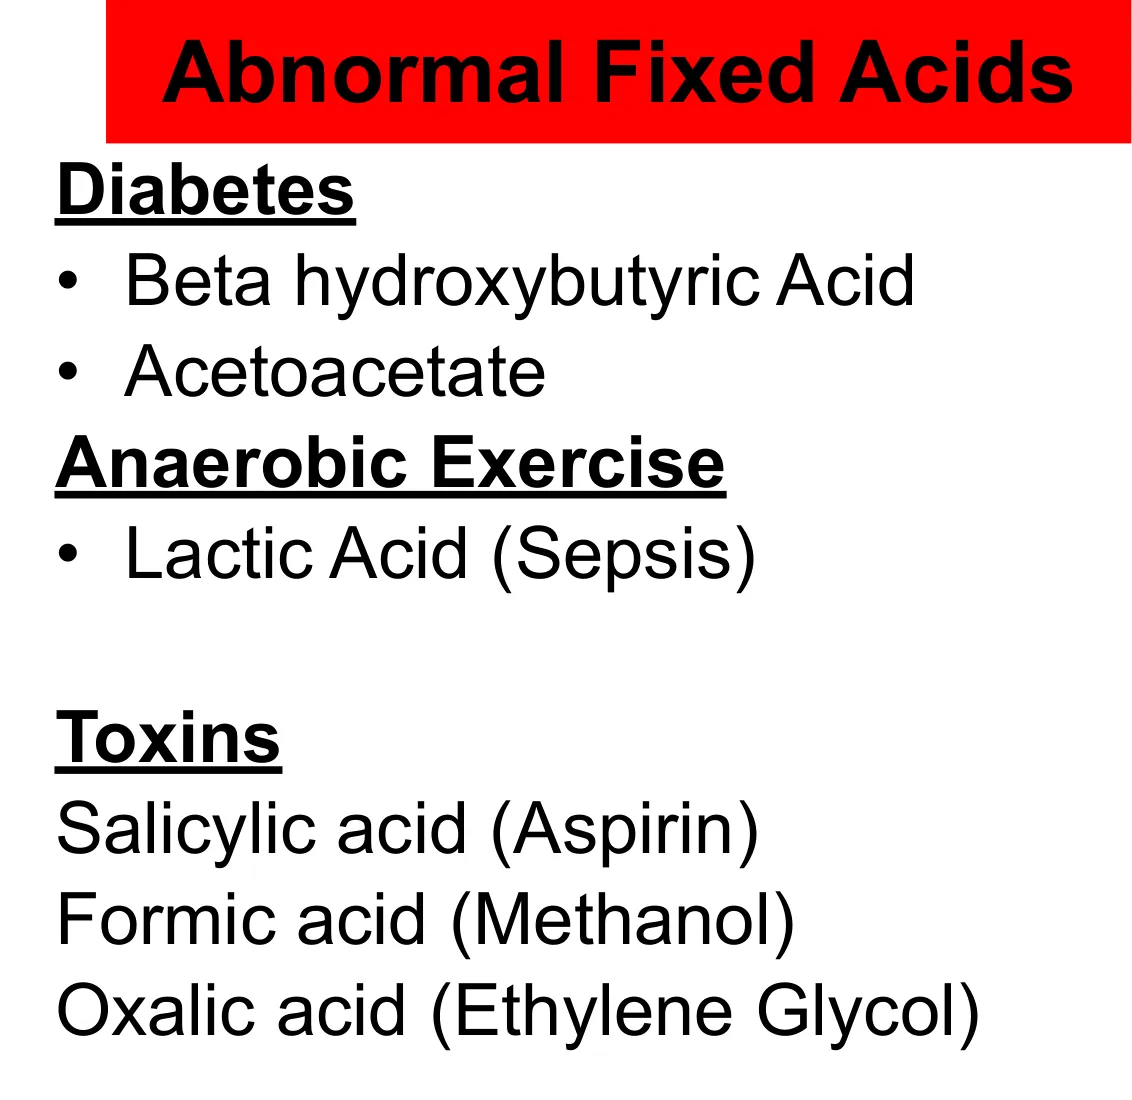 Abnormal Fixed Acids
Diabetes
• Beta hydroxybutyric Acid
• Acetoacetate
Anaerobic Exercise
• Lactic Acid (Sepsis)
Toxins
Salicylic acid (Aspirin)
Formic acid (Methanol)
Oxalic acid (Ethylene Glycol)